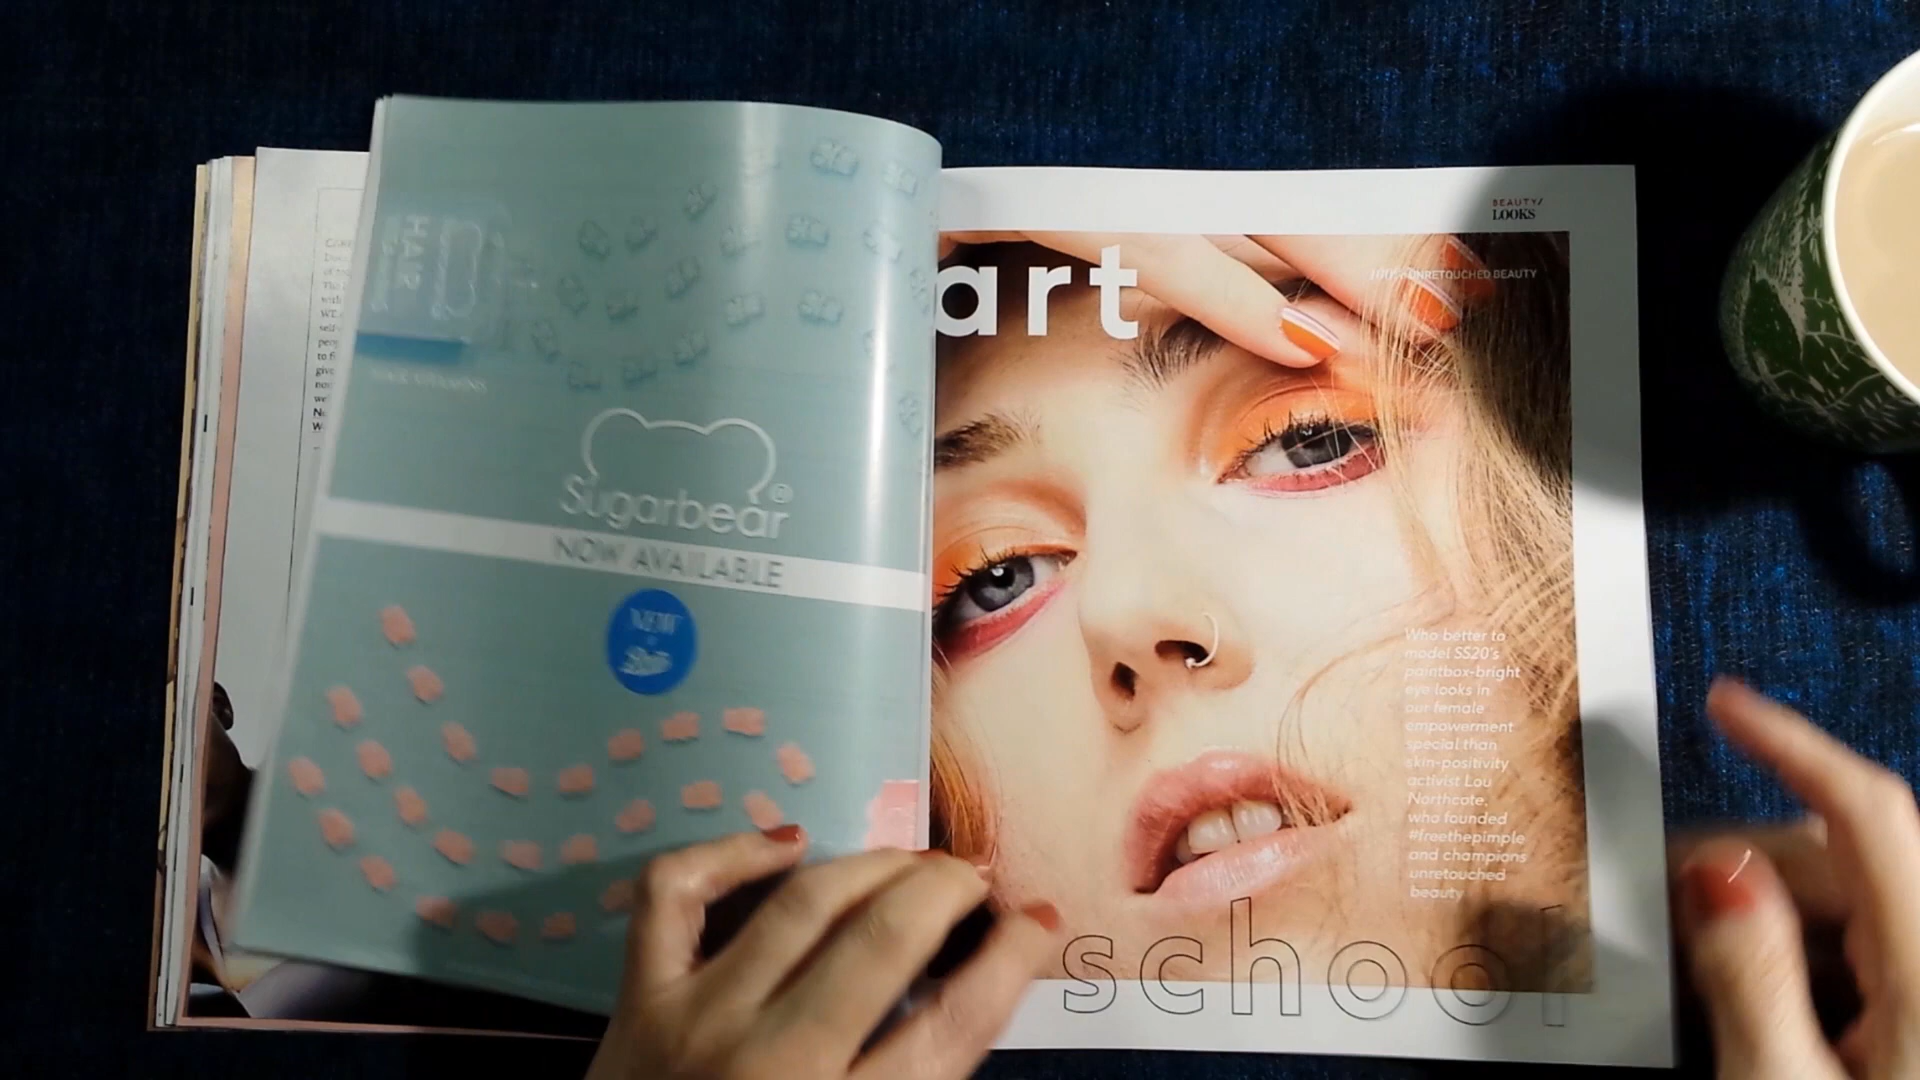 HAIR
Sugarbear®
NOW AVAILABLE
NEW
BEAUTY/
LOOKS
art
UNRETOUCHED BEAUTY
Who better to
model SS20's
paintbox-bright
eye looks in
our female
empowerment
special than
skin-positivity
activist Lou
Northcote,
who founded
#freethepimple
and champions
unretouched
beauty
school